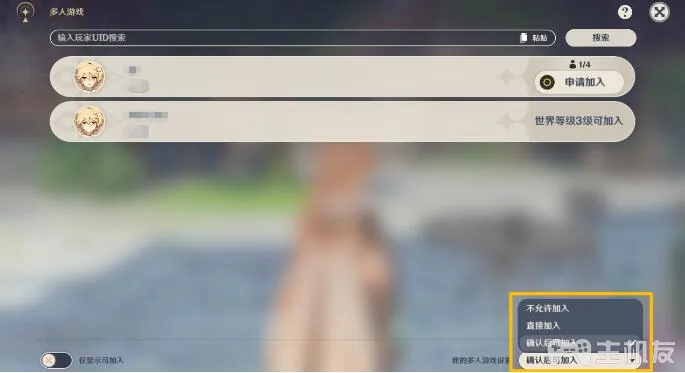 多人游戏
?
输入玩家UID搜索
粘贴
搜索
1/4
申请加入
世界等级3级可加入
不允许加入
直接加入
确认后可加入
仅显示可加入
我的多人游戏设置
确认后可加入
主机友